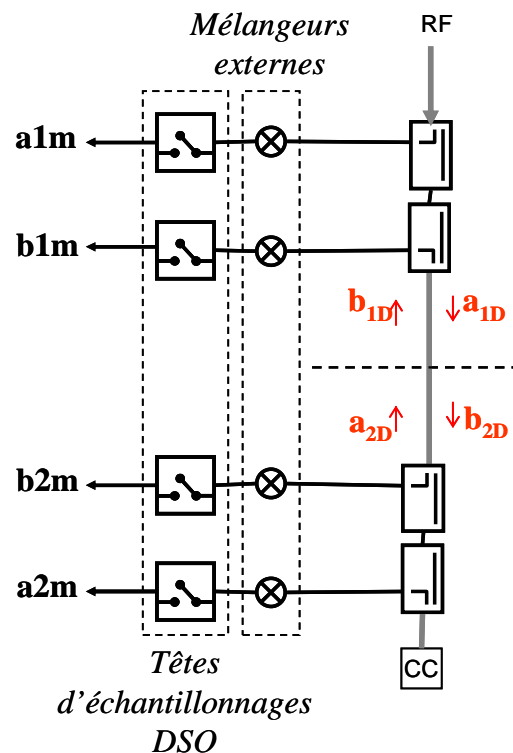 Mélangeurs
externes
RF
a1m
b1m
b1D a1D
a2D b2D
b2m
a2m
CC
Têtes
d'échantillonnages
DSO